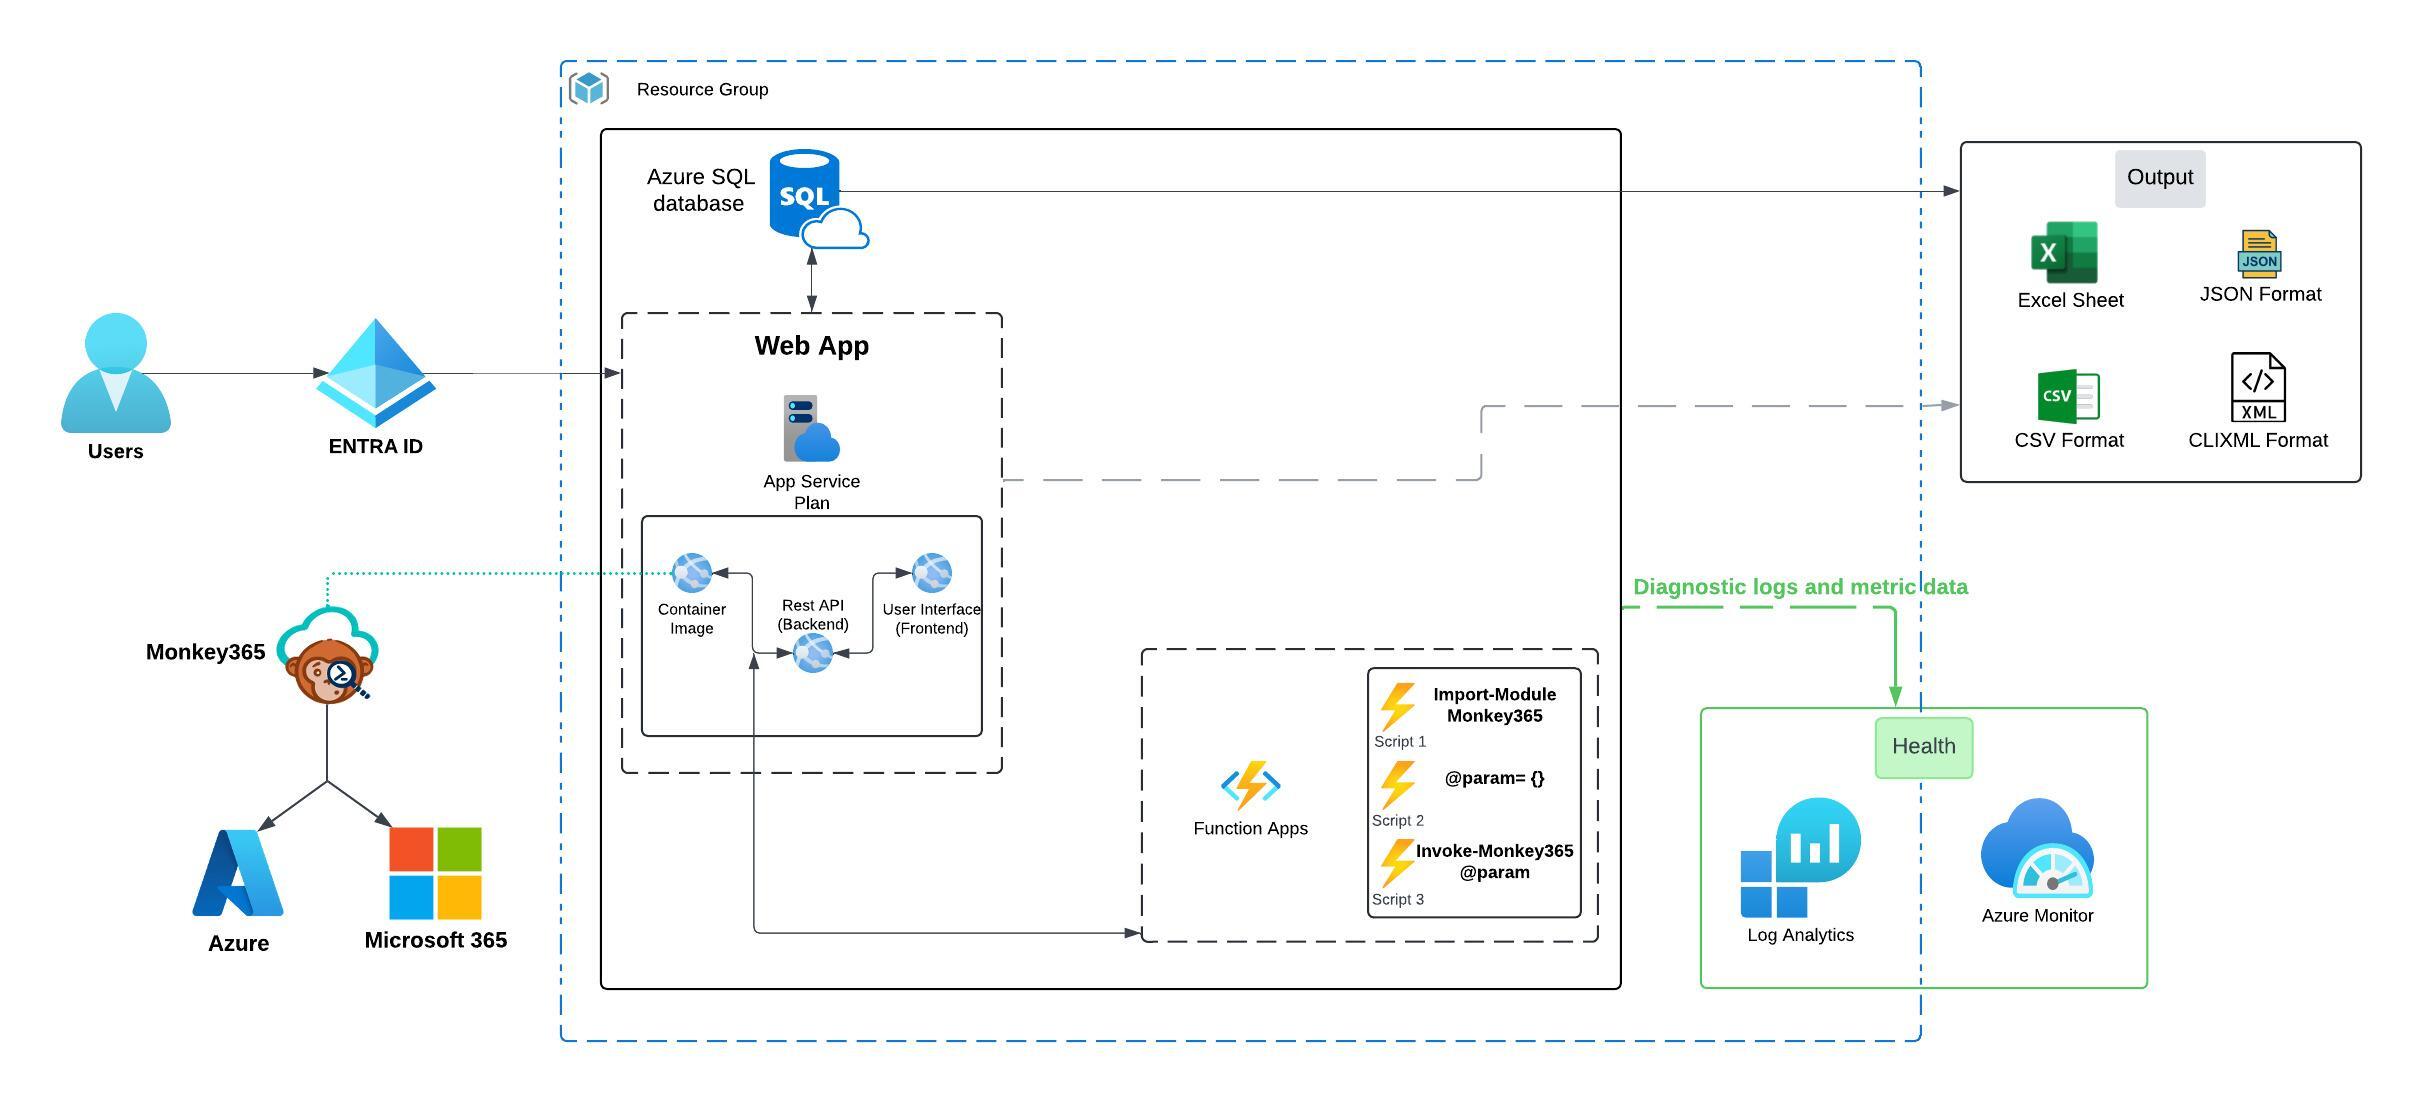 Resource Group
Azure SQL
database
SQL
Output
X
Excel Sheet
JSON
JSON Format
CSV
CSV Format
</>
XML
CLIXML Format
Users
ENTRA ID
Web App
App Service
Plan
Container
Image
Rest API
(Backend)
User Interface
(Frontend)
Monkey365
Azure
Microsoft 365
Function Apps
Import-Module
Monkey365
Script 1
@param= {}
Script 2
Invoke-Monkey365
@param
Script 3
Diagnostic logs and metric data
Health
Log Analytics
Azure Monitor